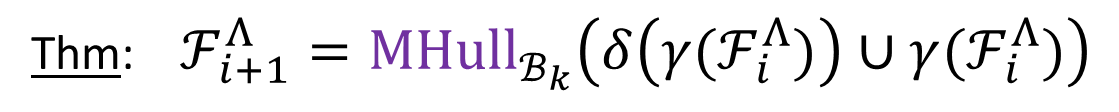 Thm: ℱ^Λ_{i+1} = MHull_{ℬ_k}(δ(γ(ℱ^Λ_i)) ∪ γ(ℱ^Λ_i))